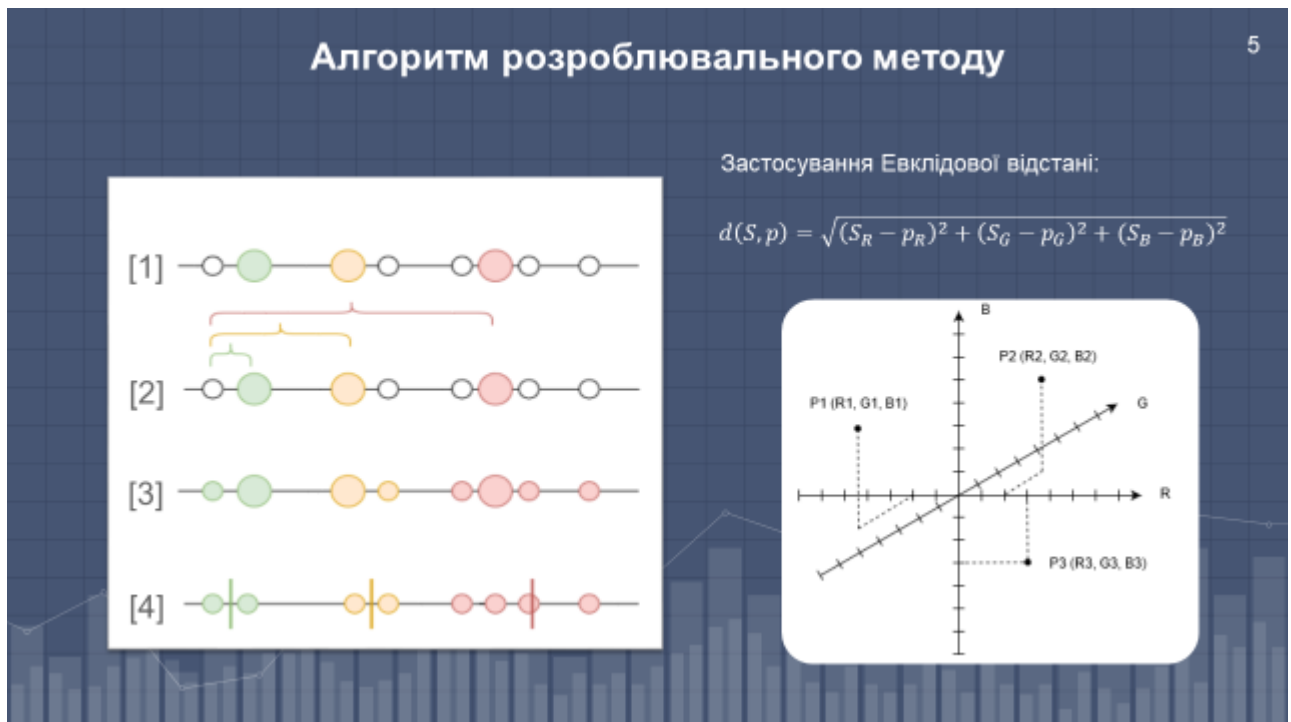 Алгоритм розроблювального методу
5
Застосування Евклідової відстані:
d(S, p) = √(S_R − p_R)² + (S_G − p_G)² + (S_B − p_B)²
[1]
[2]
[3]
[4]
B
P2 (R2, G2, B2)
P1 (R1, G1, B1)
G
R
P3 (R3, G3, B3)